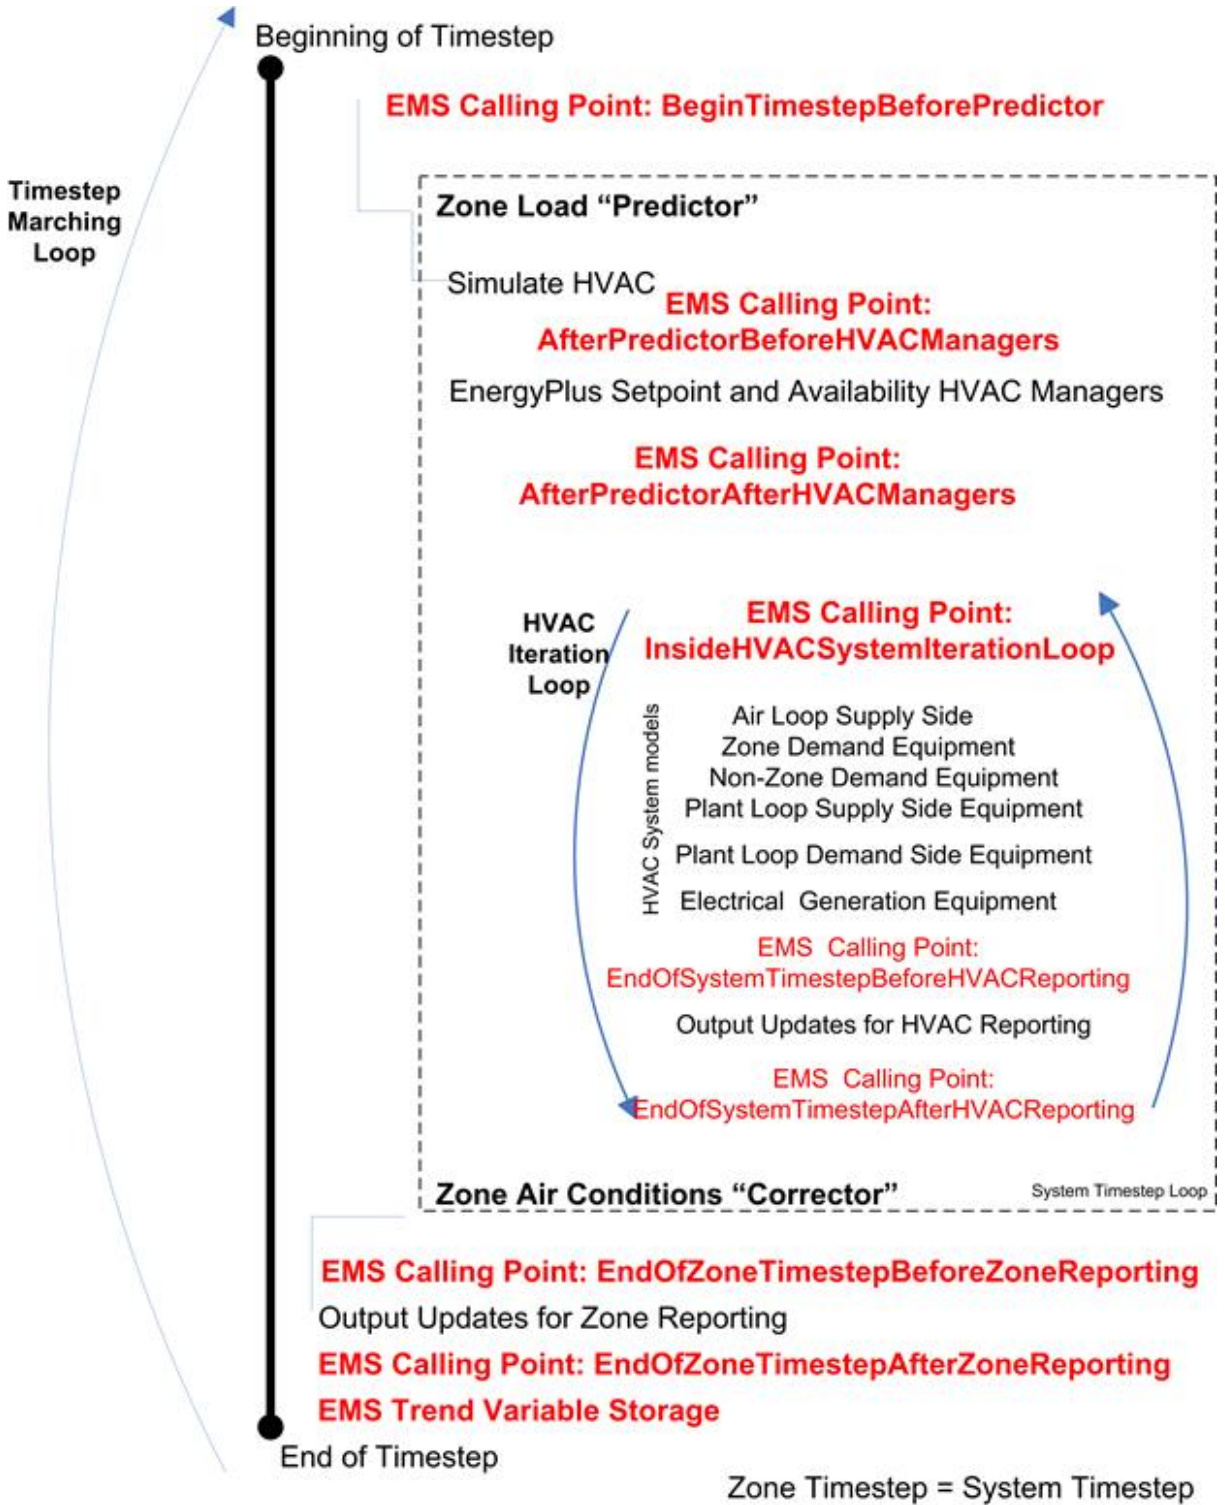 Beginning of Timestep
EMS Calling Point: BeginTimestepBeforePredictor
Timestep
Marching
Loop
Zone Load “Predictor”
Simulate HVAC
EMS Calling Point:
AfterPredictorBeforeHVACManagers
EnergyPlus Setpoint and Availability HVAC Managers
EMS Calling Point:
AfterPredictorAfterHVACManagers
HVAC
Iteration
Loop
EMS Calling Point:
InsideHVACSystemIterationLoop
HVAC System models
Air Loop Supply Side
Zone Demand Equipment
Non-Zone Demand Equipment
Plant Loop Supply Side Equipment
Plant Loop Demand Side Equipment
Electrical Generation Equipment
EMS Calling Point:
EndOfSystemTimestepBeforeHVACReporting
Output Updates for HVAC Reporting
EMS Calling Point:
EndOfSystemTimestepAfterHVACReporting
Zone Air Conditions “Corrector”
System Timestep Loop
EMS Calling Point: EndOfZoneTimestepBeforeZoneReporting
Output Updates for Zone Reporting
EMS Calling Point: EndOfZoneTimestepAfterZoneReporting
EMS Trend Variable Storage
End of Timestep
Zone Timestep = System Timestep